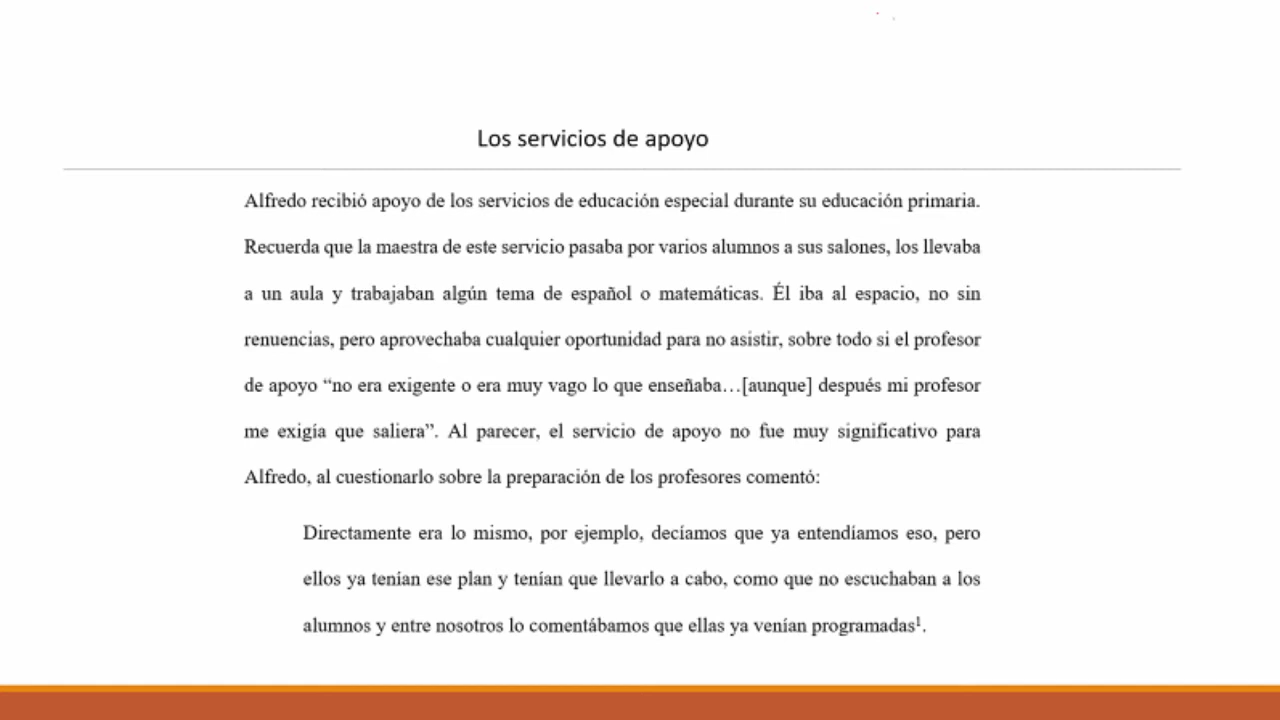 Los servicios de apoyo
Alfredo recibió apoyo de los servicios de educación especial durante su educación primaria.
Recuerda que la maestra de este servicio pasaba por varios alumnos a sus salones, los llevaba
a un aula y trabajaban algún tema de español o matemáticas. Él iba al espacio, no sin
renuencias, pero aprovechaba cualquier oportunidad para no asistir, sobre todo si el profesor
de apoyo “no era exigente o era muy vago lo que enseñaba…[aunque] después mi profesor
me exigía que saliera”. Al parecer, el servicio de apoyo no fue muy significativo para
Alfredo, al cuestionarlo sobre la preparación de los profesores comentó:
Directamente era lo mismo, por ejemplo, decíamos que ya entendíamos eso, pero
ellos ya tenían ese plan y tenían que llevarlo a cabo, como que no escuchaban a los
alumnos y entre nosotros lo comentábamos que ellas ya venían programadas¹.